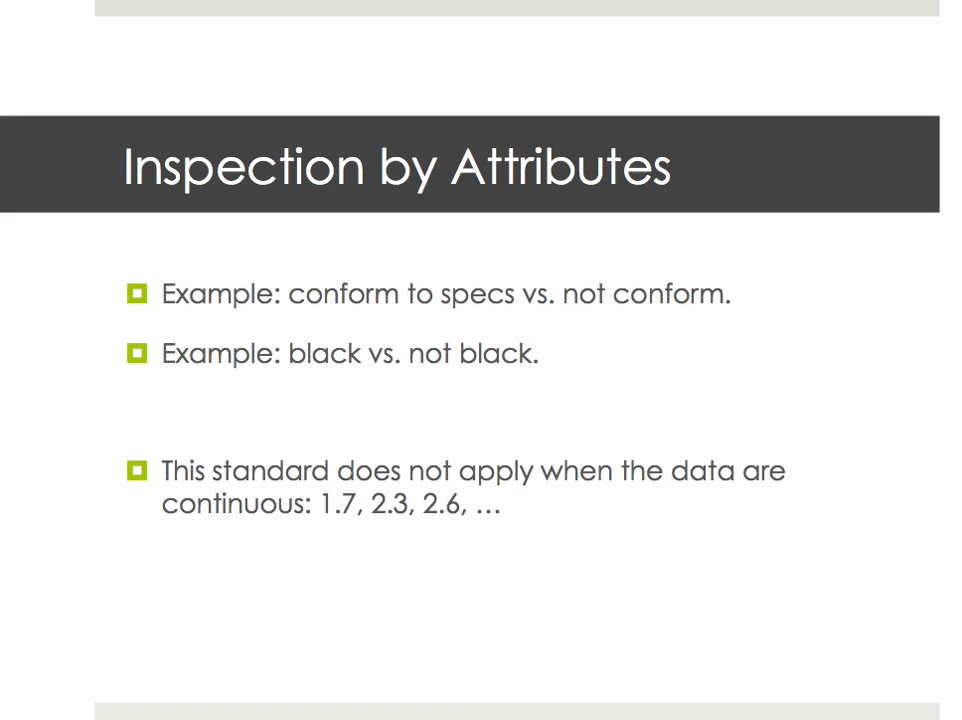 Inspection by Attributes
Example: conform to specs vs. not conform.
Example: black vs. not black.
This standard does not apply when the data are
continuous: 1.7, 2.3, 2.6, …